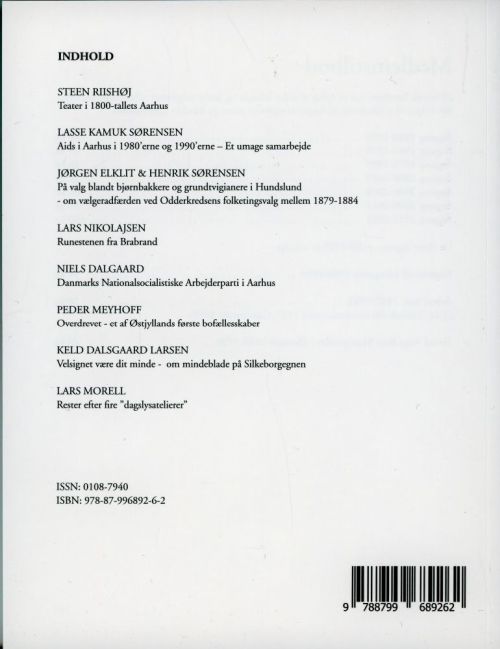 INDHOLD
STEEN RIISHØJ
Teater i 1800-tallets Aarhus
LASSE KAMUK SØRENSEN
Aids i Aarhus i 1980'erne og 1990'erne – Et umage samarbejde
JØRGEN ELKLIT & HENRIK SØRENSEN
På valg blandt bjørnbakkere og grundtvigianere i Hundslund
- om vælgeradfærden ved Odderkredsens folketingsvalg mellem 1879-1884
LARS NIKOLAJSEN
Runestenen fra Brabrand
NIELS DALGAARD
Danmarks Nationalsocialistiske Arbejderparti i Aarhus
PEDER MEYHOFF
Overdrevet - et af Østjyllands første bofællesskaber
KELD DALSGAARD LARSEN
Velsignet være dit minde - om mindeblade på Silkeborgegnen
LARS MORELL
Rester efter fire "dagslysatelierer"
ISSN: 0108-7940
ISBN: 978-87-996892-6-2
9 788799 689262